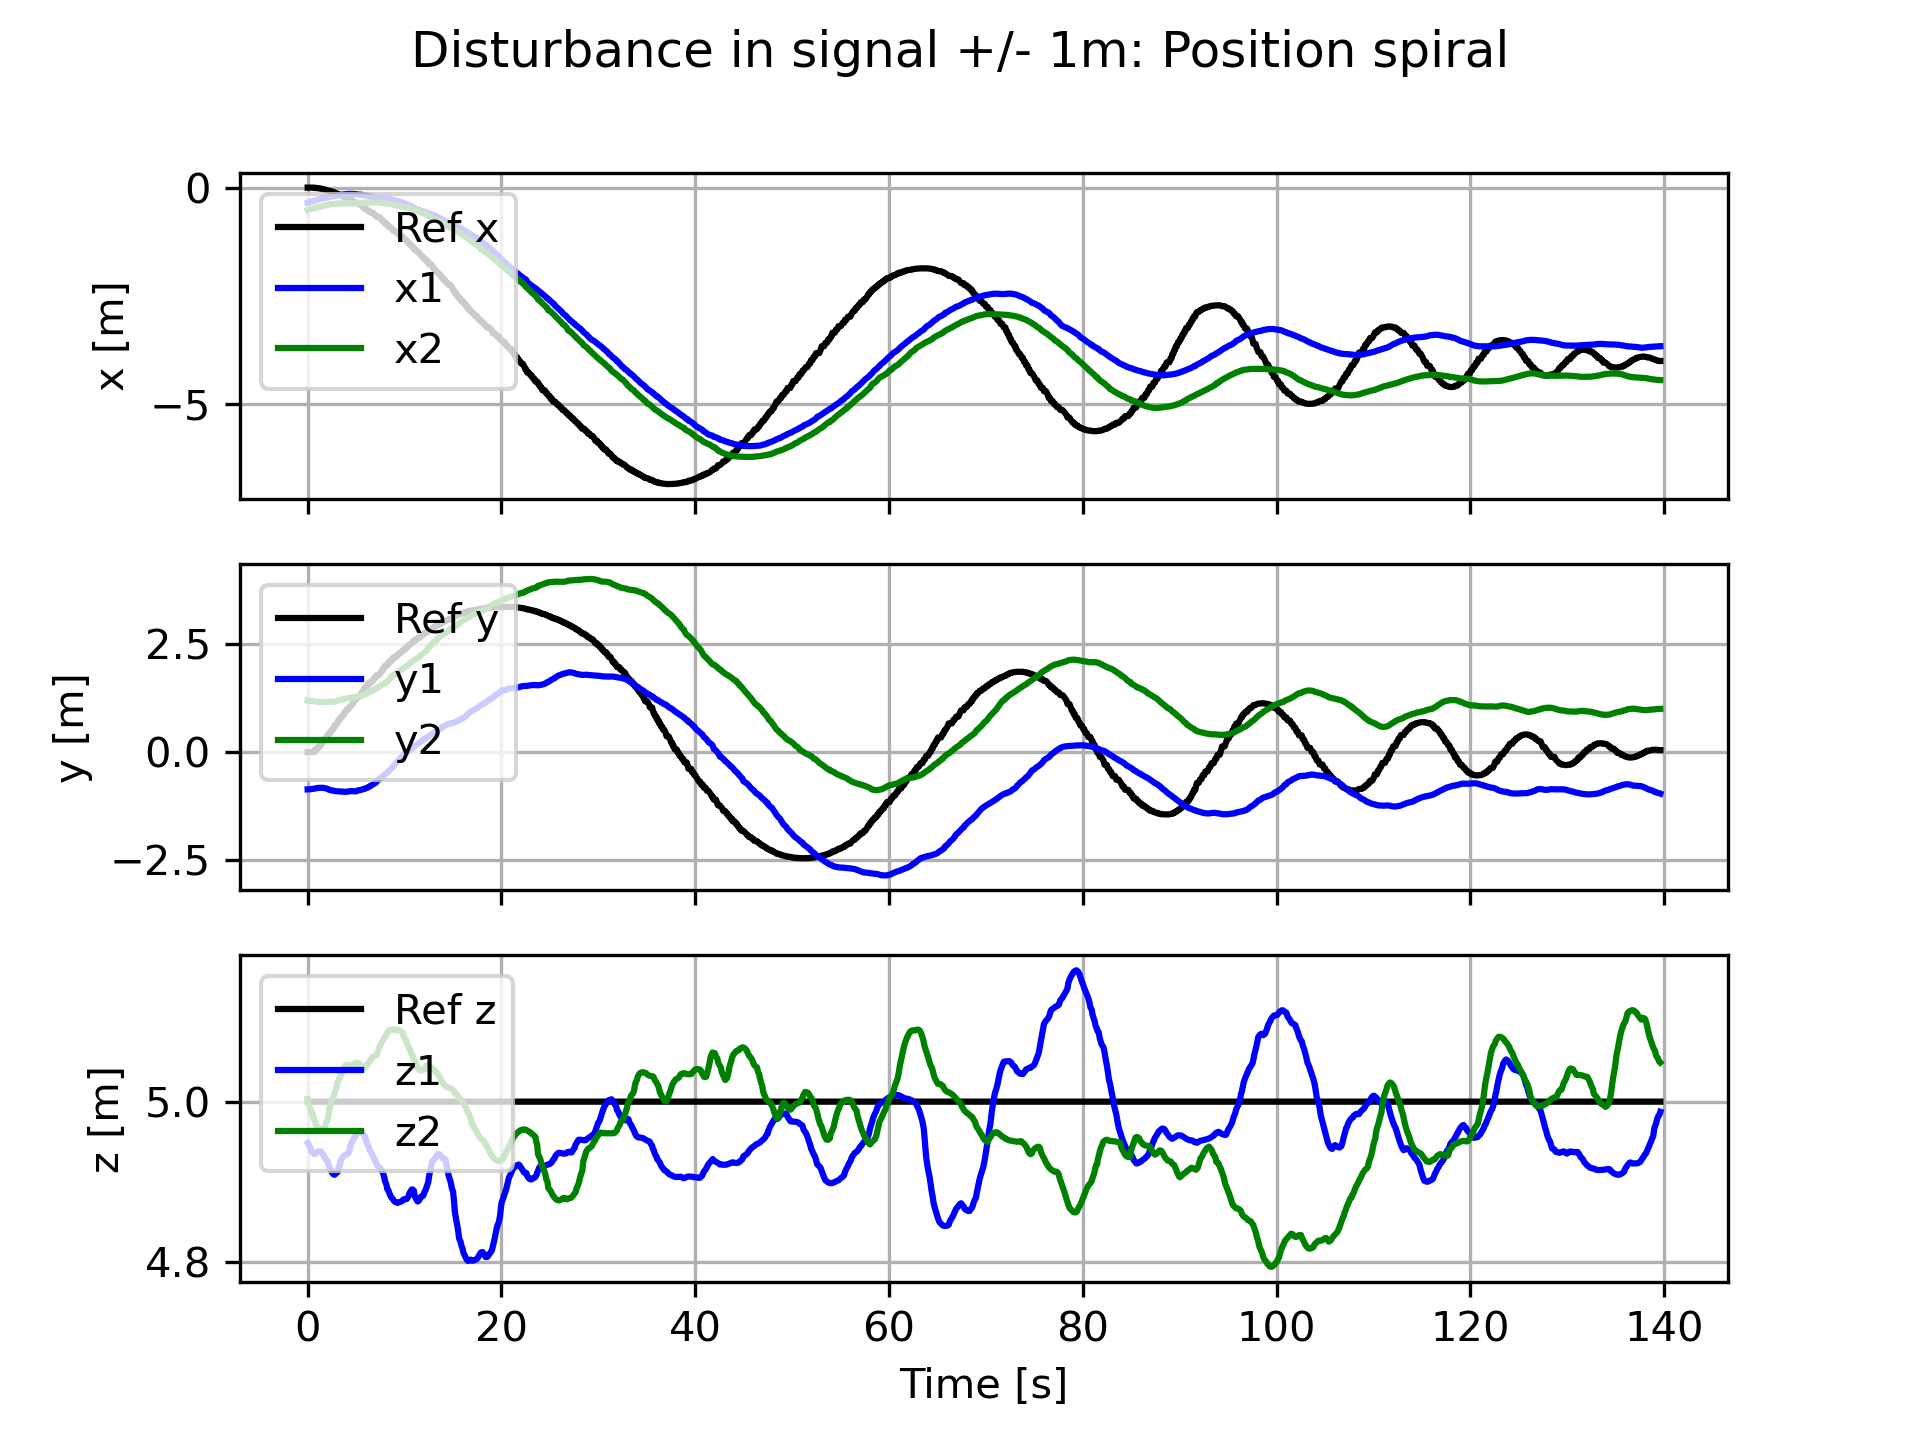 Disturbance in signal +/- 1m: Position spiral
x [m]
0
−5
Ref x
x1
x2
y [m]
2.5
0.0
−2.5
Ref y
y1
y2
z [m]
5.0
4.8
Ref z
z1
z2
0 20 40 60 80 100 120 140
Time [s]